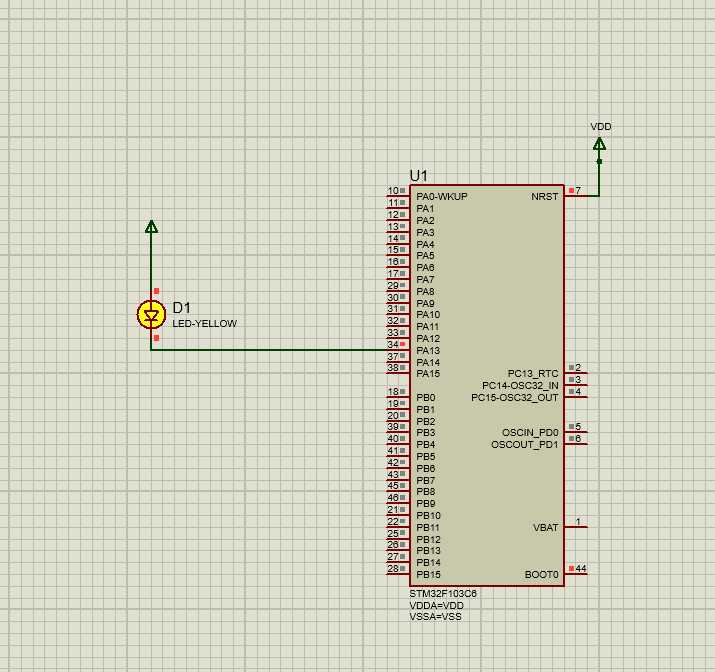 VDD
U1
10 PA0-WKUP NRST 7
11 PA1
12 PA2
13 PA3
14 PA4
15 PA5
16 PA6
17 PA7
29 PA8
30 PA9
31 PA10
32 PA11
33 PA12
34 PA13
37 PA14
38 PA15
D1
LED-YELLOW
PC13_RTC 2
PC14-OSC32_IN 3
PC15-OSC32_OUT 4
18 PB0
19 PB1
20 PB2
39 PB3
40 PB4
41 PB5
42 PB6
43 PB7
45 PB8
46 PB9
21 PB10
22 PB11
25 PB12
26 PB13
27 PB14
28 PB15
OSCIN_PD0 5
OSCOUT_PD1 6
VBAT 1
BOOT0 44
STM32F103C6
VDDA=VDD
VSSA=VSS